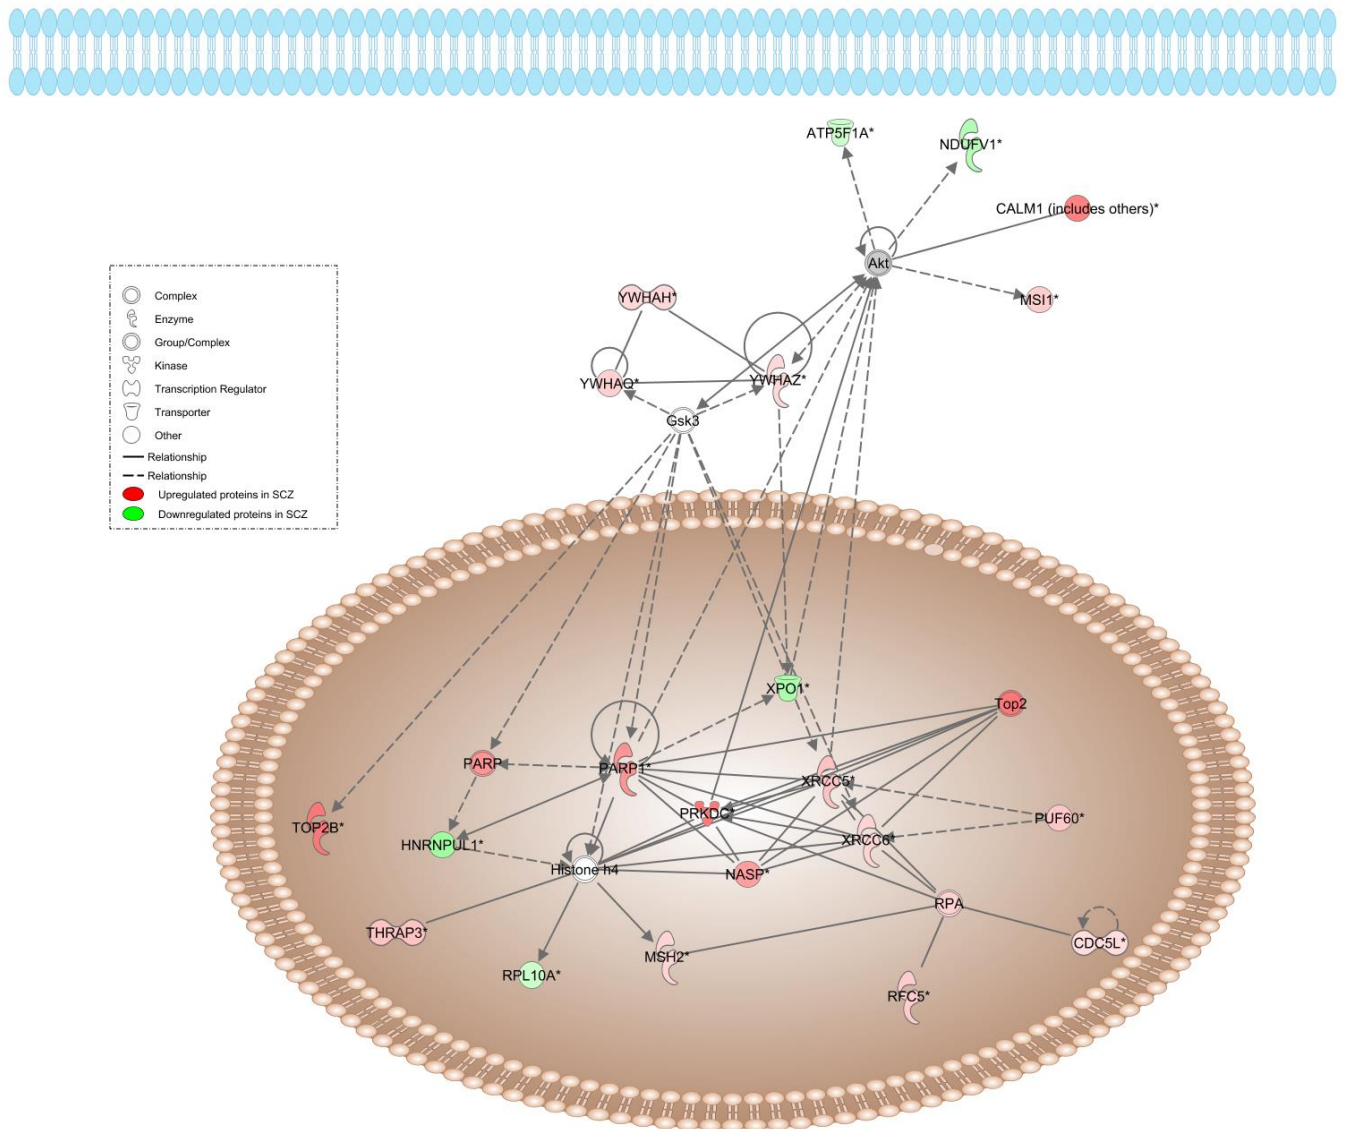 ATP5F1A*
NDUFV1*
CALM1 (includes others)*
Akt
MSI1*
YWHAH*
YWHAQ*
YWHAZ*
Gsk3
Complex
Enzyme
Group/Complex
Kinase
Transcription Regulator
Transporter
Other
Relationship
Relationship
Upregulated proteins in SCZ
Downregulated proteins in SCZ
XPO1*
Top2
PARP
PARP1*
XRCC5*
PRKDC*
TOP2B*
PUF60*
HNRNPUL1*
XRCC6*
Histone h4
NASP*
RPA
THRAP3*
CDC5L*
MSH2*
RPL10A*
RFC5*